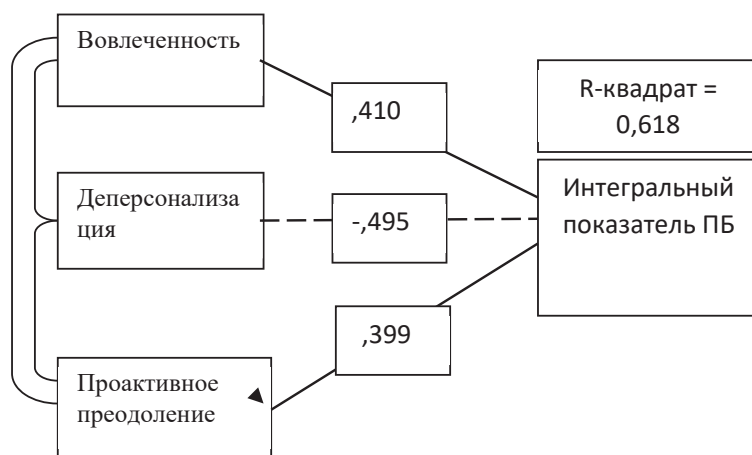 Вовлеченность
,410
R-квадрат =
0,618
Деперсонализа
ция
-,495
Интегральный
показатель ПБ
,399
Проактивное
преодоление